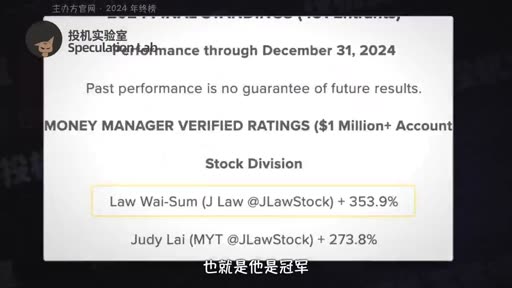 主办方官网 · 2024 年终榜
投机实验室
Speculation Lab
2024 FINAL STANDINGS
Performance through December 31, 2024
Past performance is no guarantee of future results.
MONEY MANAGER VERIFIED RATINGS ($1 Million+ Account
Stock Division
Law Wai-Sum (J Law @JLawStock) + 353.9%
Judy Lai (MYT @JLawStock) + 273.8%
也就是他是冠军